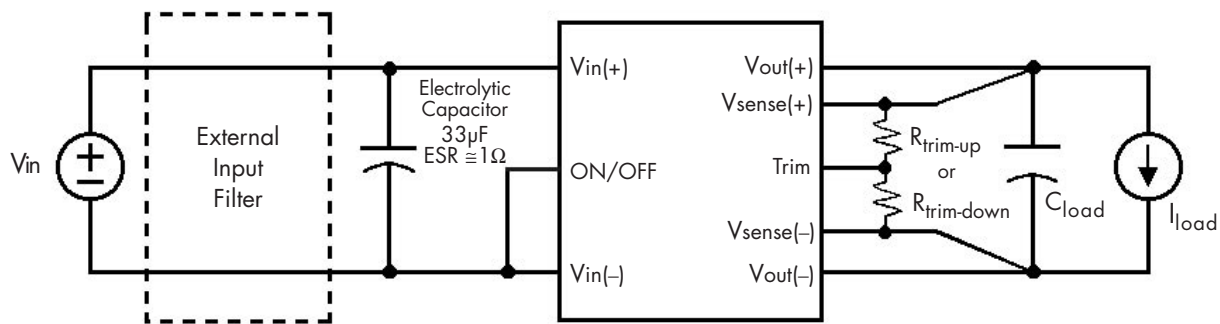 Vin
+
–
External
Input
Filter
Electrolytic
Capacitor
33µF
ESR ≅1Ω
Vin(+)
ON/OFF
Vin(–)
Vout(+)
Vsense(+)
Trim
Vsense(–)
Vout(–)
Rtrim-up
or
Rtrim-down
Cload
Iload